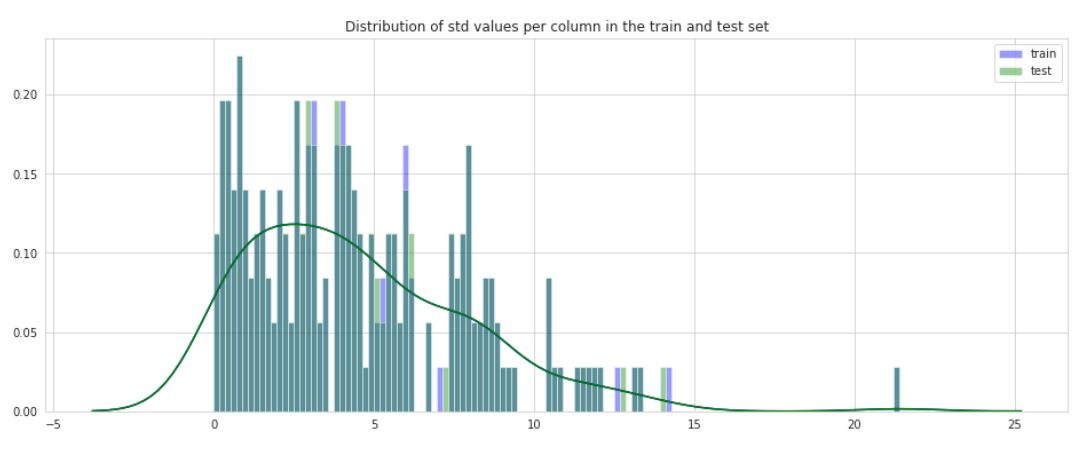 Distribution of std values per column in the train and test set
train
test
0.20
0.15
0.10
0.05
0.00
−5 0 5 10 15 20 25